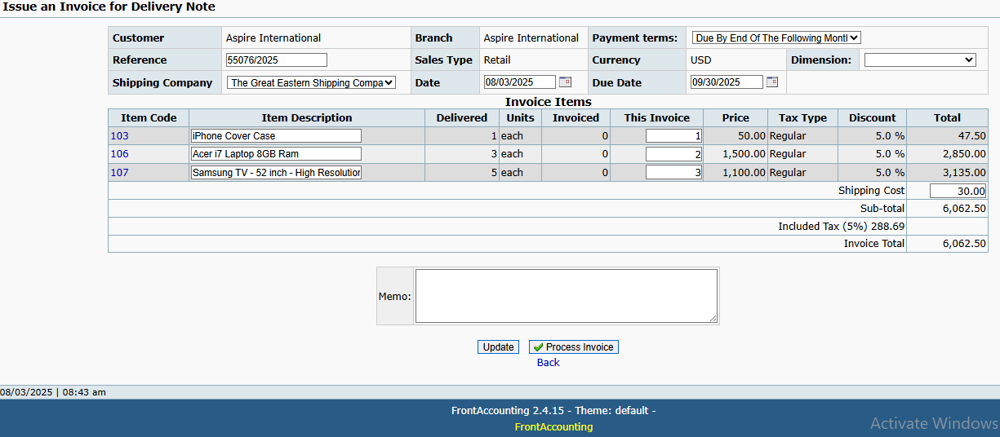 Issue an Invoice for Delivery Note
Customer Aspire International Branch Aspire International Payment terms: Due By End Of The Following Montl
Reference 55076/2025 Sales Type Retail Currency USD Dimension:
Shipping Company The Great Eastern Shipping Compa Date 08/03/2025 Due Date 09/30/2025
Invoice Items
Item Code Item Description Delivered Units Invoiced This Invoice Price Tax Type Discount Total
103 iPhone Cover Case 1 each 0 1 50.00 Regular 5.0 % 47.50
106 Acer i7 Laptop 8GB Ram 3 each 0 2 1,500.00 Regular 5.0 % 2,850.00
107 Samsung TV - 52 inch - High Resolution 5 each 0 3 1,100.00 Regular 5.0 % 3,135.00
Shipping Cost 30.00
Sub-total 6,062.50
Included Tax (5%) 288.69
Invoice Total 6,062.50
Memo:
Update Process Invoice
Back
08/03/2025 | 08:43 am
FrontAccounting 2.4.15 - Theme: default -
FrontAccounting
Activate Windows